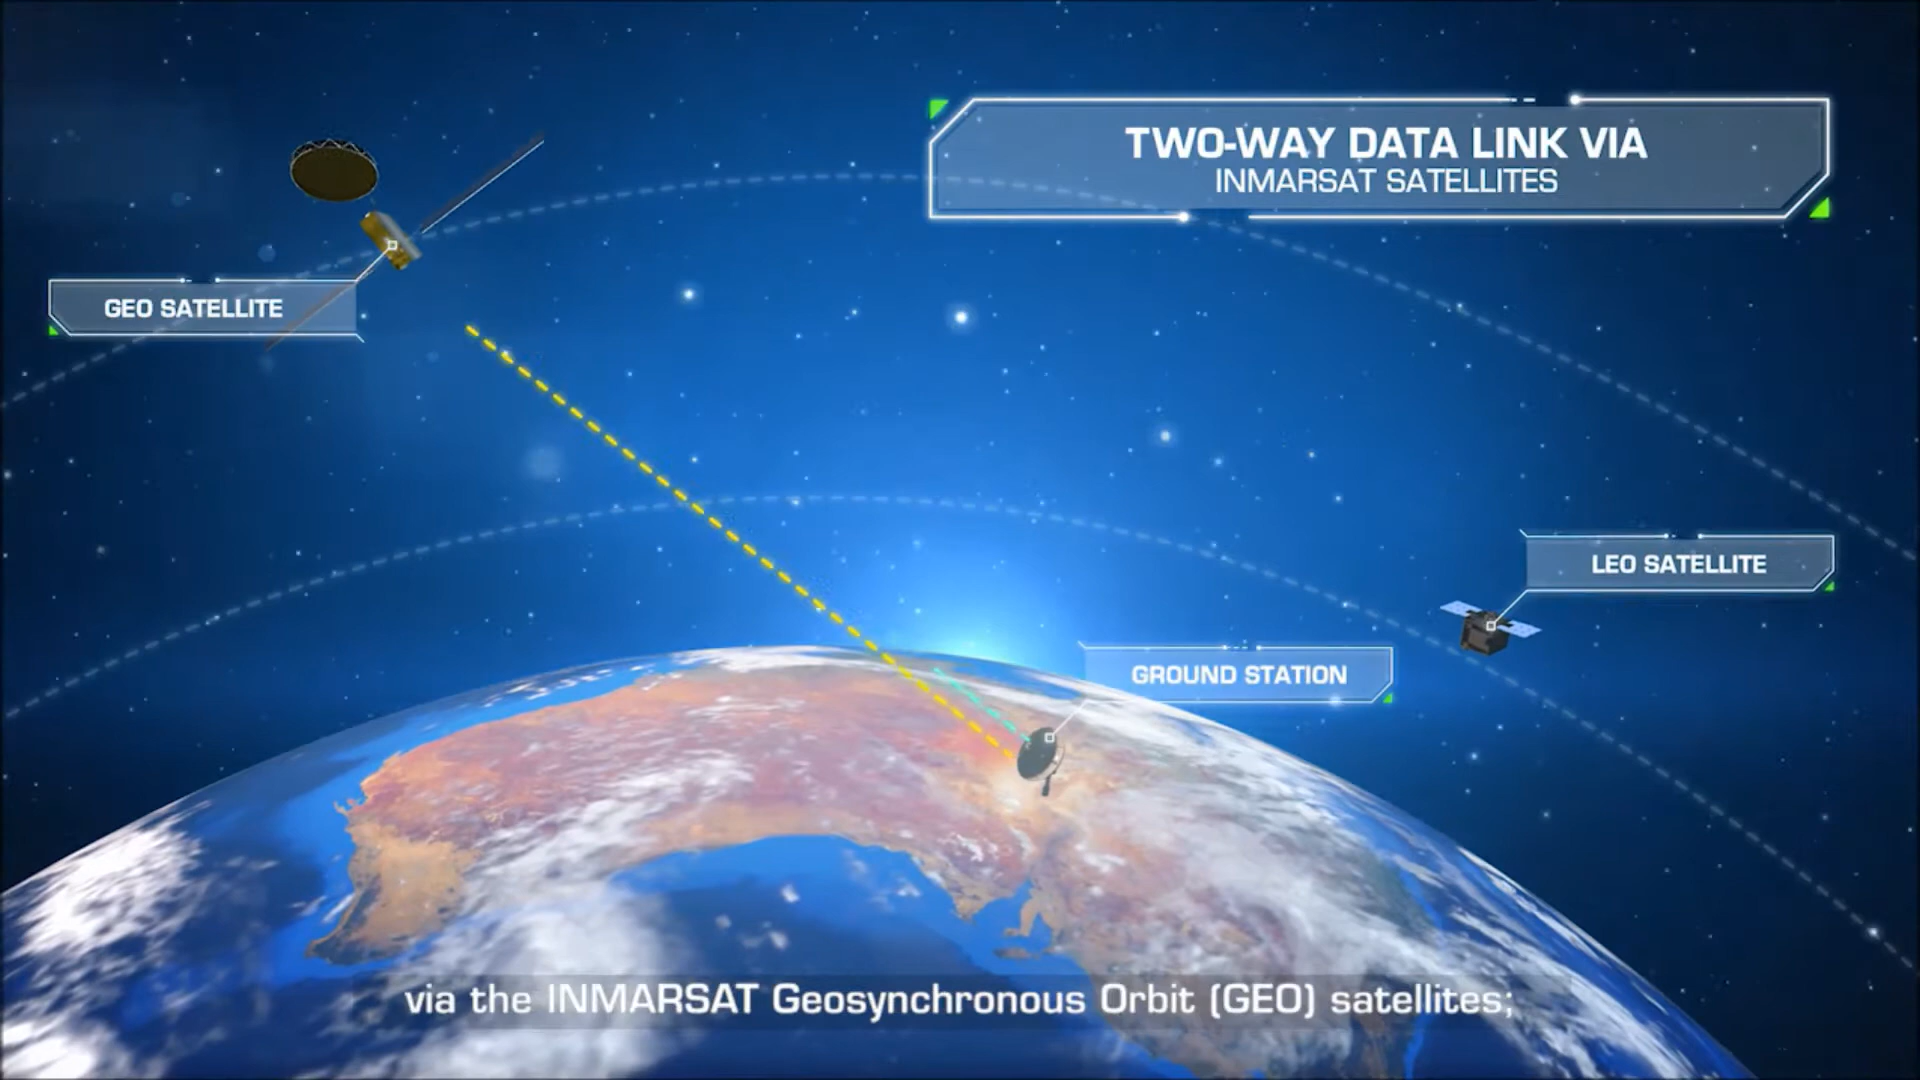 TWO-WAY DATA LINK VIA
INMARSAT SATELLITES
GEO SATELLITE
LEO SATELLITE
GROUND STATION
via the INMARSAT Geosynchronous Orbit (GEO) satellites;